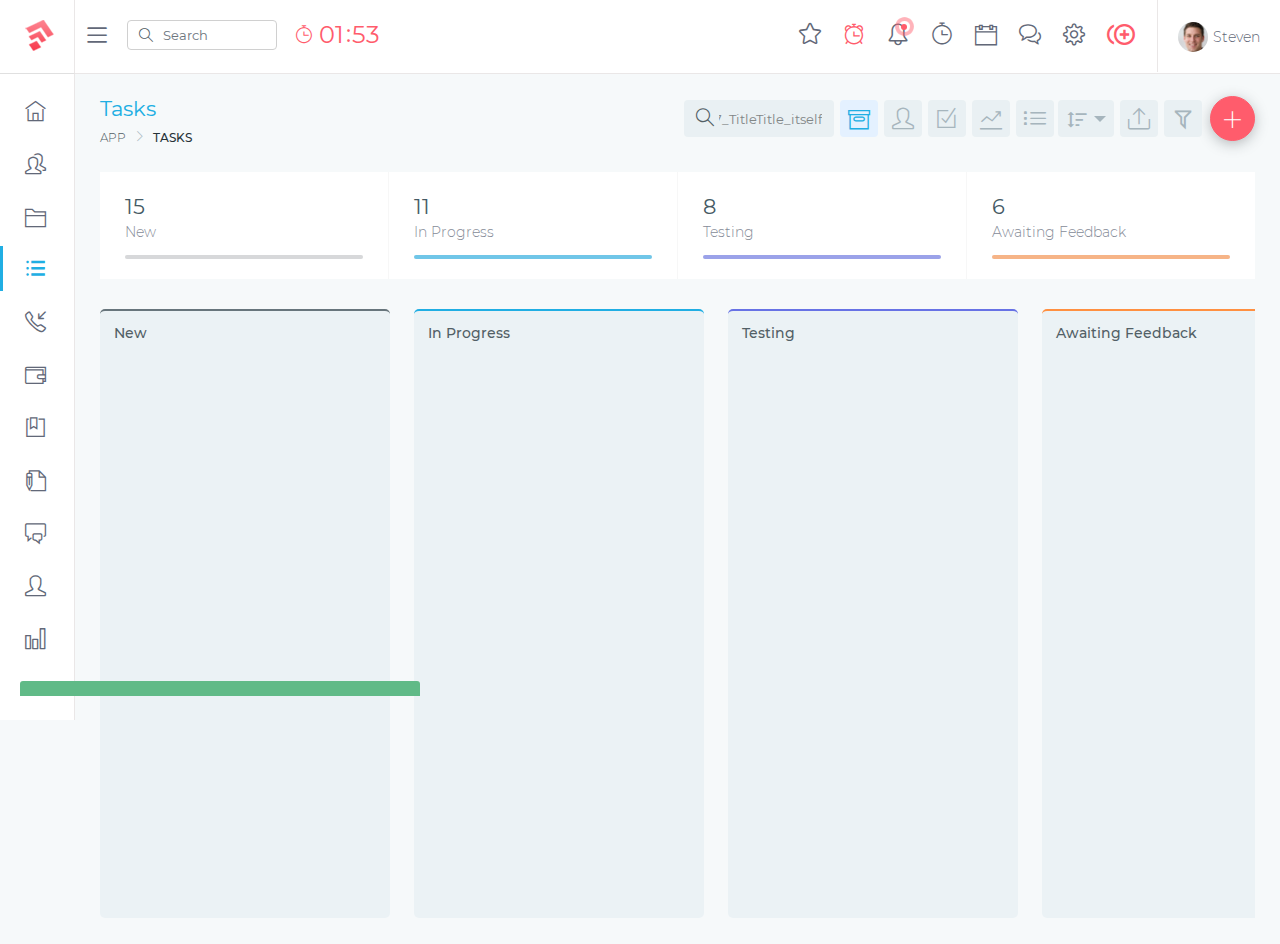 Search
01:53
Steven
Tasks
APP
TASKS
_TitleTitle_itself
15
New
11
In Progress
8
Testing
6
Awaiting Feedback
New
In Progress
Testing
Awaiting Feedback